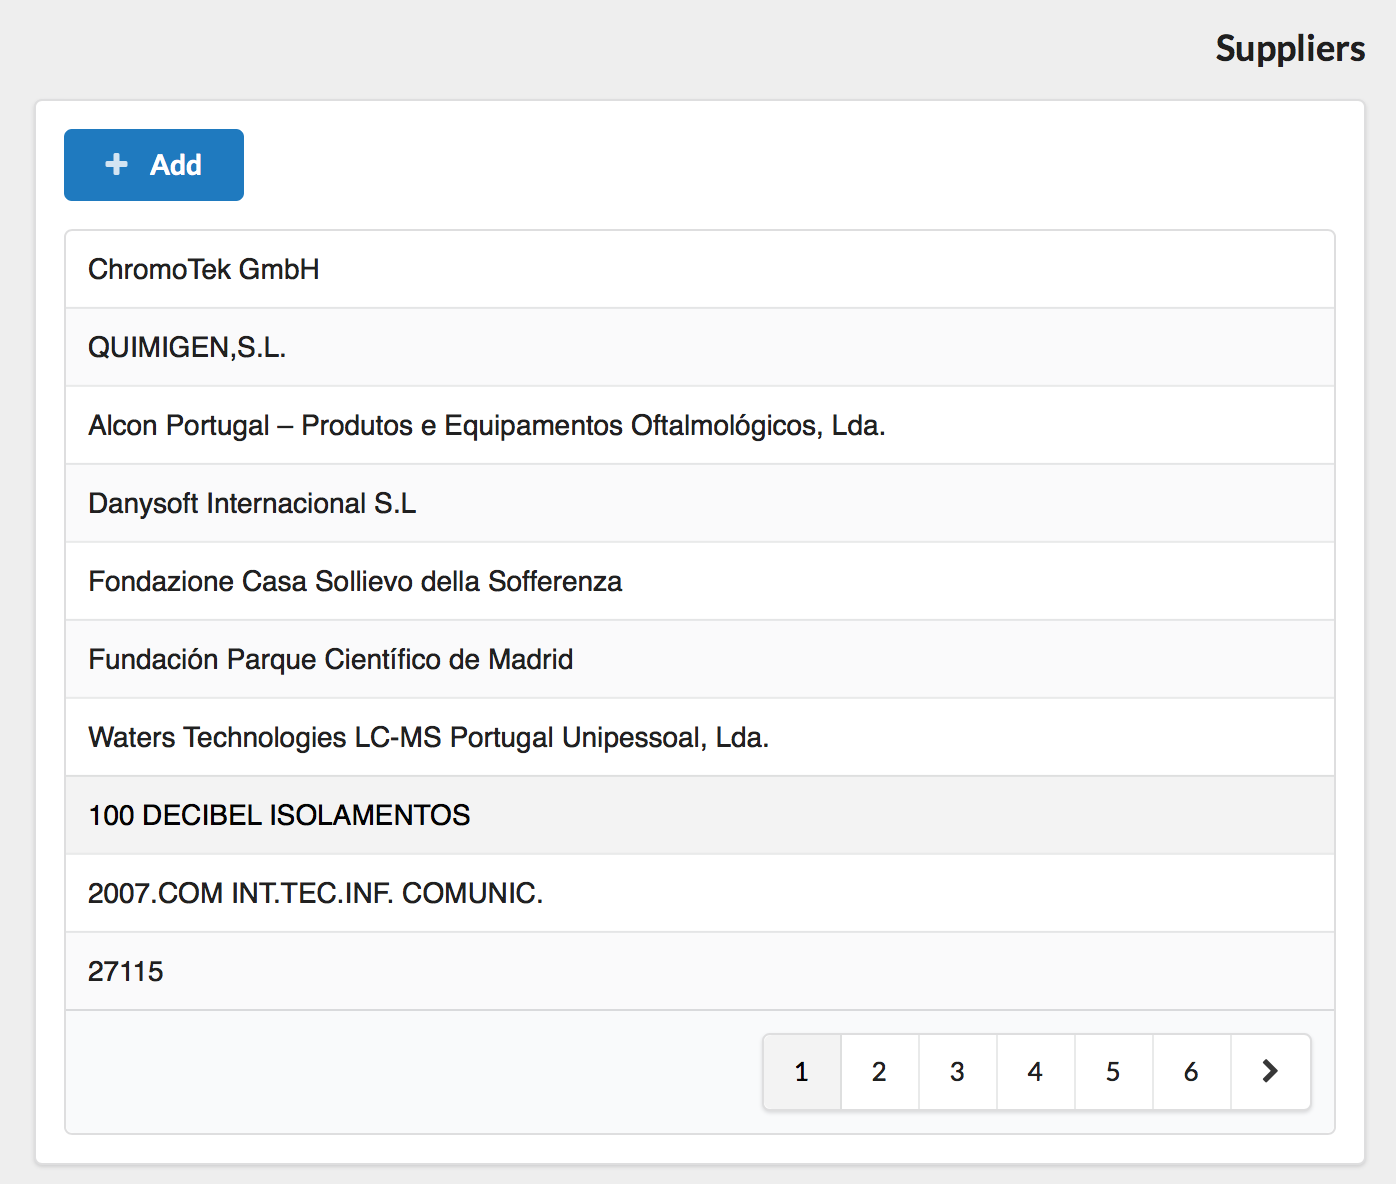 Suppliers
Add
ChromoTek GmbH
QUIMIGEN,S.L.
Alcon Portugal – Produtos e Equipamentos Oftalmológicos, Lda.
Danysoft Internacional S.L
Fondazione Casa Sollievo della Sofferenza
Fundación Parque Científico de Madrid
Waters Technologies LC-MS Portugal Unipessoal, Lda.
100 DECIBEL ISOLAMENTOS
2007.COM INT.TEC.INF. COMUNIC.
27115
1 2 3 4 5 6